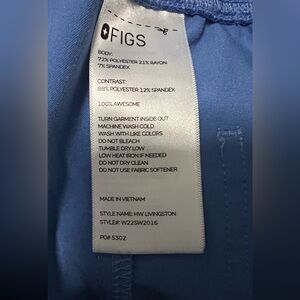 FIGS
BODY:
72% POLYESTER 21% RAYON
7% SPANDEX
CONTRAST:
88% POLYESTER 12% SPANDEX
100% AWESOME
TURN GARMENT INSIDE OUT
MACHINE WASH COLD
WASH WITH LIKE COLORS
DO NOT BLEACH
TUMBLE DRY LOW
LOW HEAT IRON IF NEEDED
DO NOT DRY CLEAN
DO NOT USE FABRIC SOFTENER
MADE IN VIETNAM
STYLE NAME: HW LIVINGSTON
STYLE#: W22SW2016
PO# 5302